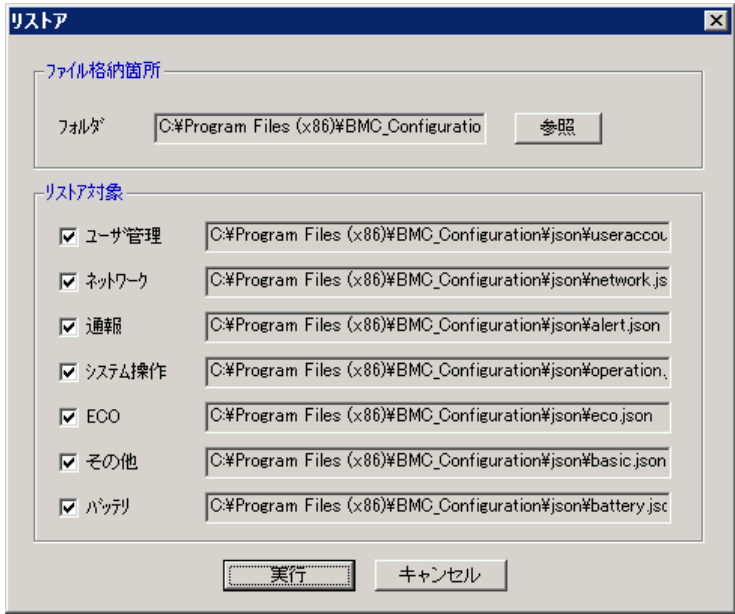 リストア
ファイル格納箇所
フォルダ C:¥Program Files (x86)¥BMC_Configuratio 参照
リストア対象
ユーザ管理 C:¥Program Files (x86)¥BMC_Configuration¥json¥useraccou
ネットワーク C:¥Program Files (x86)¥BMC_Configuration¥json¥network.js
通報 C:¥Program Files (x86)¥BMC_Configuration¥json¥alert.json
システム操作 C:¥Program Files (x86)¥BMC_Configuration¥json¥operation.
ECO C:¥Program Files (x86)¥BMC_Configuration¥json¥eco.json
その他 C:¥Program Files (x86)¥BMC_Configuration¥json¥basic.json
バッテリ C:¥Program Files (x86)¥BMC_Configuration¥json¥battery.jso
実行 キャンセル